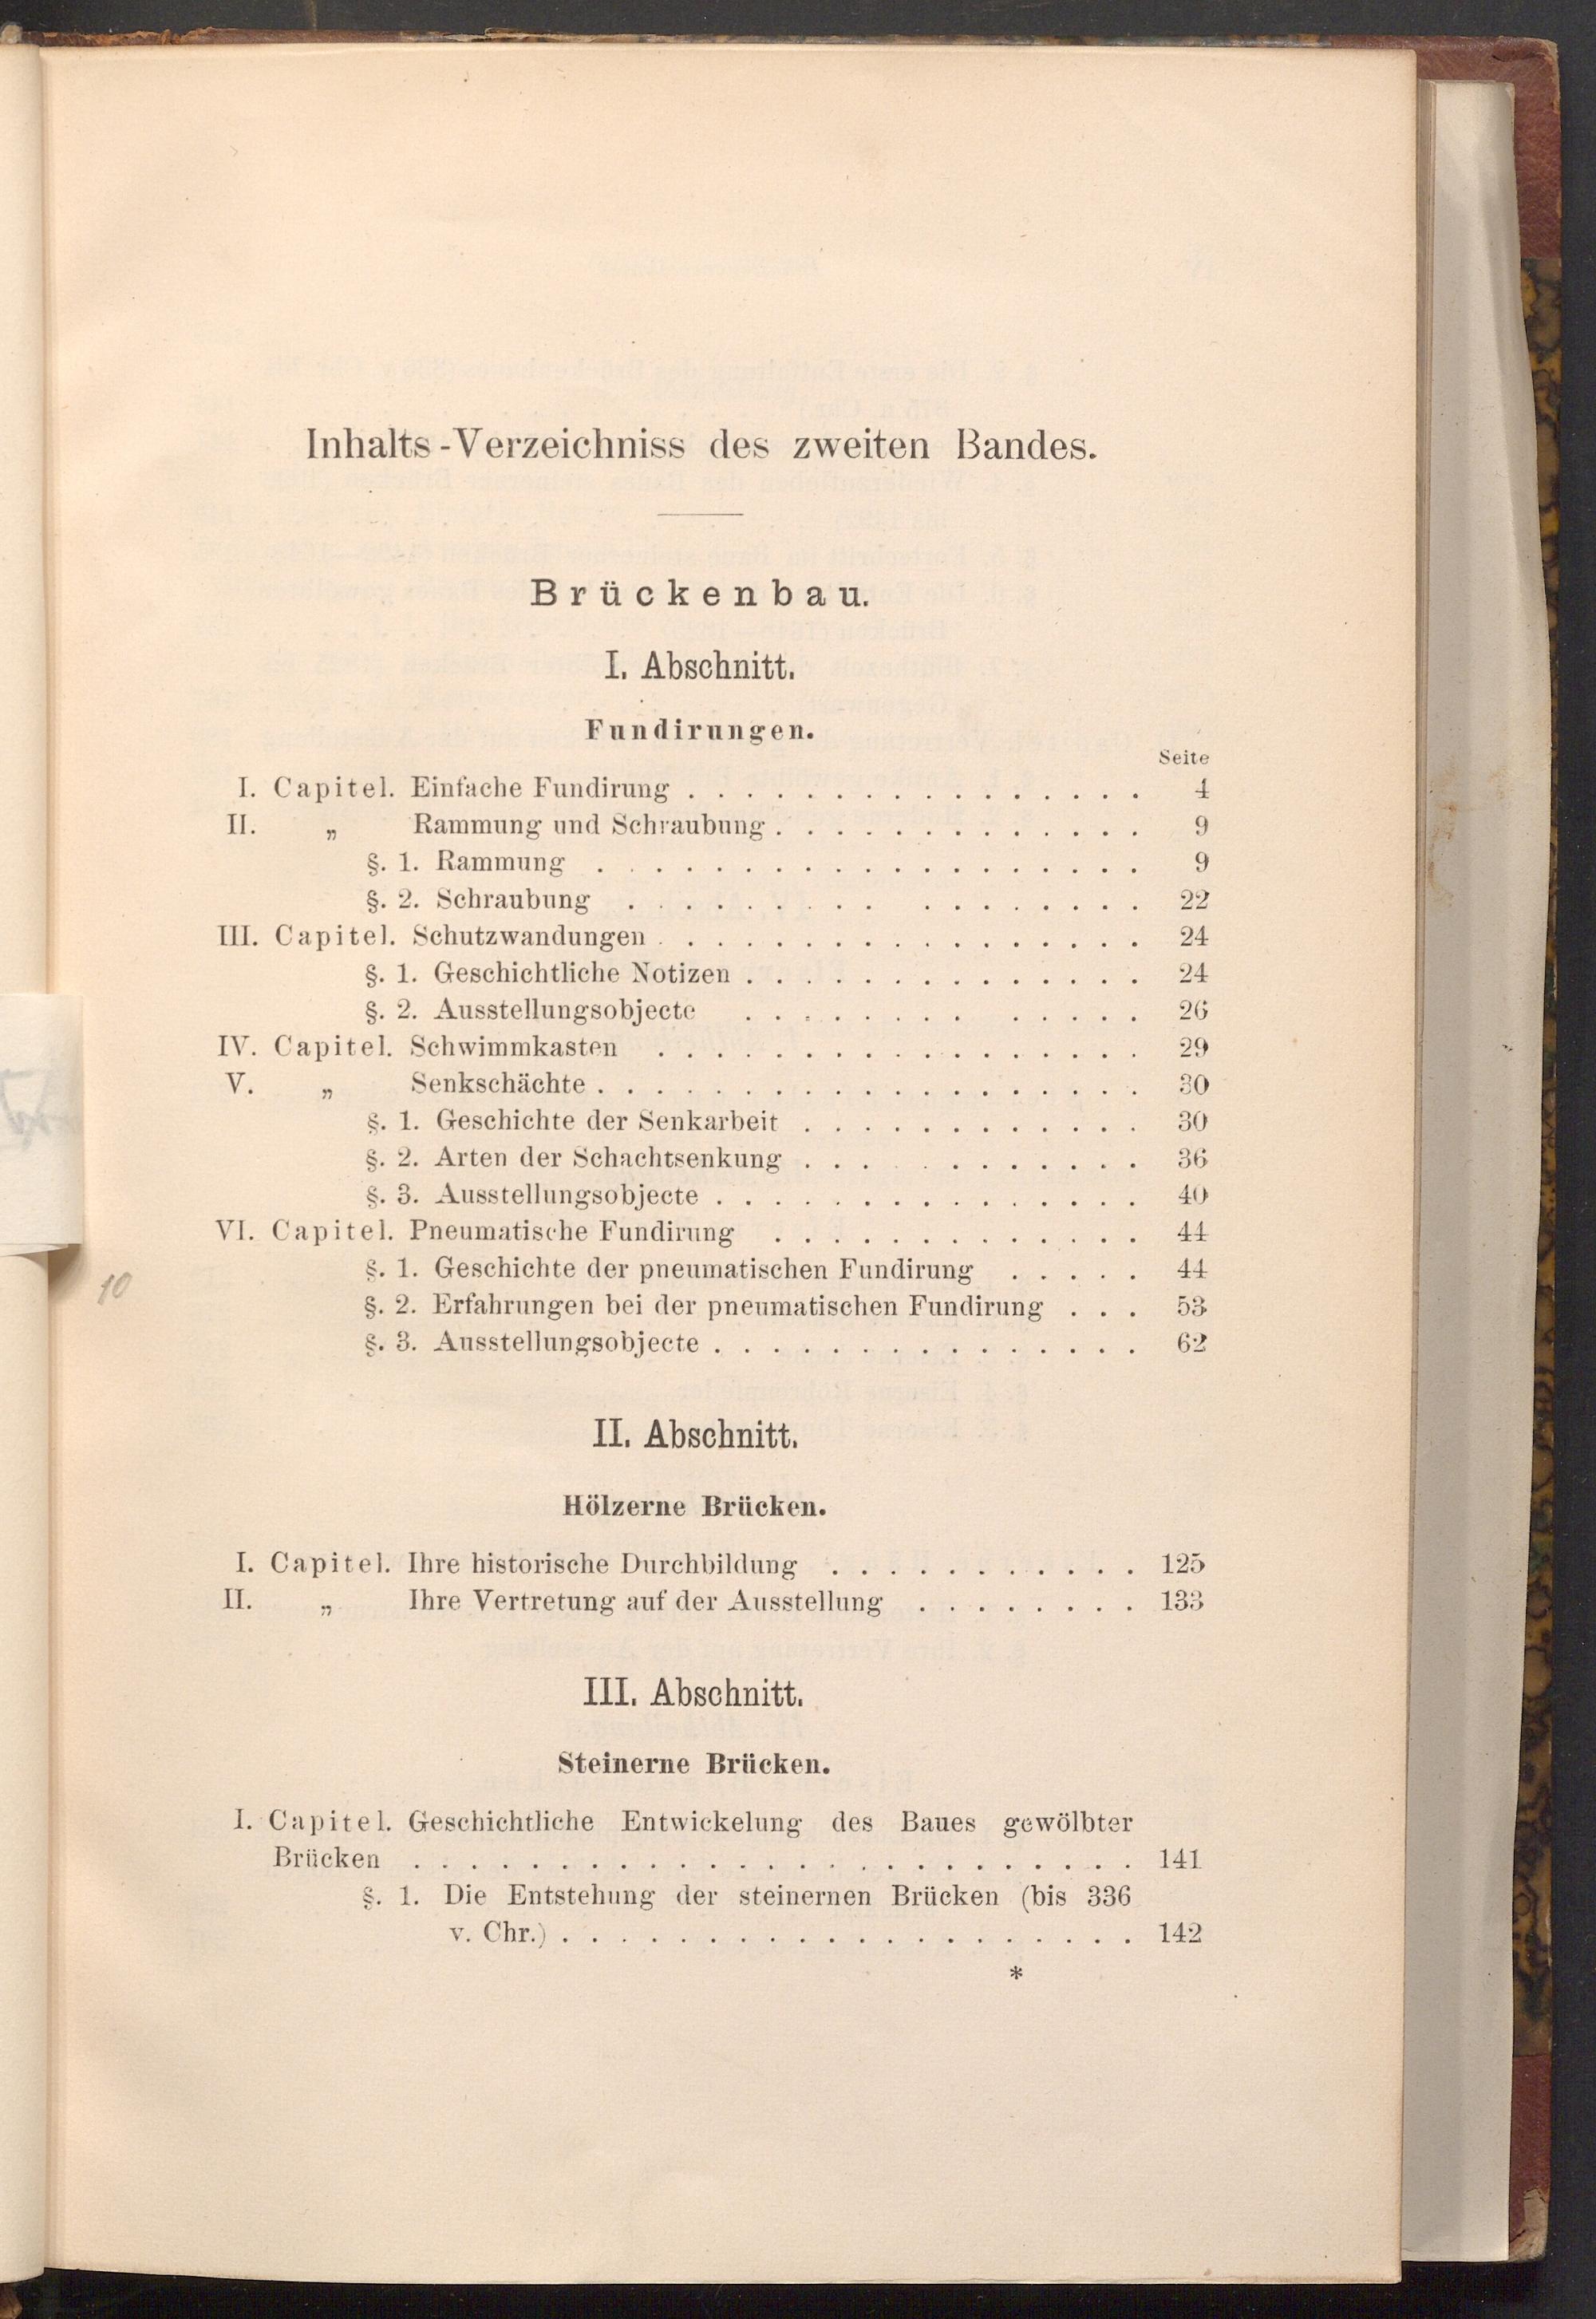 Inhalts-Verzeichniss des zweiten Bandes.
Brückenbau.
I. Abschnitt.
Fundirungen.
Seite
I. Capitel. Einfache Fundirung . . . . . . . . . . . . . . . . 4
II. „ Rammung und Schraubung . . . . . . . . . . . . . 9
§. 1. Rammung . . . . . . . . . . . . . . . . . . . 9
§. 2. Schraubung . . . . . . . . . . . . . . . . . 22
III. Capitel. Schutzwandungen . . . . . . . . . . . . . . . . . 24
§. 1. Geschichtliche Notizen . . . . . . . . . . . . . . 24
§. 2. Ausstellungsobjecte . . . . . . . . . . . . . 26
IV. Capitel. Schwimmkasten . . . . . . . . . . . . . . . . . 29
V. „ Senkschächte . . . . . . . . . . . . . . . . . . . 30
§. 1. Geschichte der Senkarbeit . . . . . . . . . . . . 30
§. 2. Arten der Schachtsenkung . . . . . . . . . . . . 36
§. 3. Ausstellungsobjecte . . . . . . . . . . . . . . . 40
VI. Capitel. Pneumatische Fundirung . . . . . . . . . . . . . 44
§. 1. Geschichte der pneumatischen Fundirung . . . . . 44
§. 2. Erfahrungen bei der pneumatischen Fundirung . . . 53
§. 3. Ausstellungsobjecte . . . . . . . . . . . . . . . 62
10
II. Abschnitt.
Hölzerne Brücken.
I. Capitel. Ihre historische Durchbildung . . . . . . . . . . . 125
II. „ Ihre Vertretung auf der Ausstellung . . . . . . . . 133
III. Abschnitt.
Steinerne Brücken.
I. Capitel. Geschichtliche Entwickelung des Baues gewölbter
Brücken . . . . . . . . . . . . . . . . . . . . . . . . . 141
§. 1. Die Entstehung der steinernen Brücken (bis 336
v. Chr.) . . . . . . . . . . . . . . . . . . . . 142
*